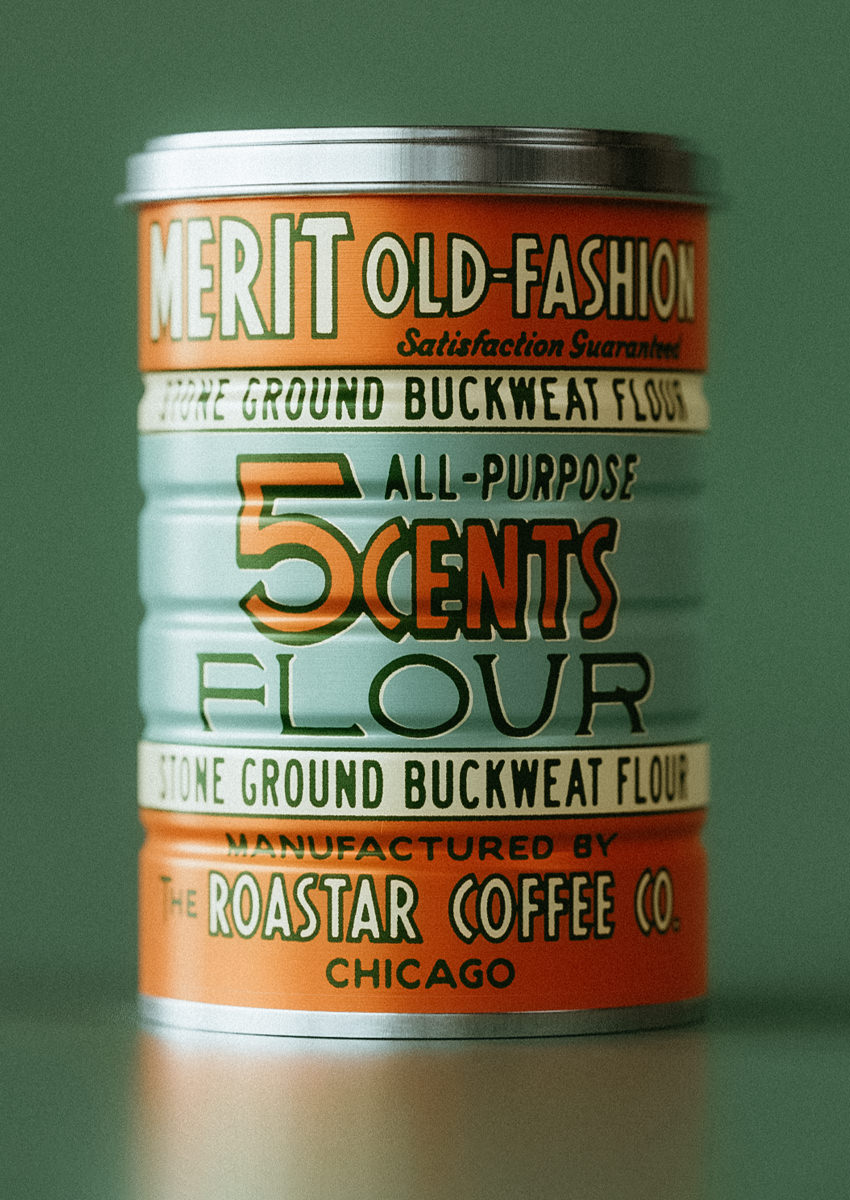 MERIT OLD-FASHION
Satisfaction Guaranteed
STONE GROUND BUCKWEAT FLOUR
5 CENTS ALL-PURPOSE
FLOUR
STONE GROUND BUCKWEAT FLOUR
MANUFACTURED BY
THE ROASTAR COFFEE CO.
CHICAGO